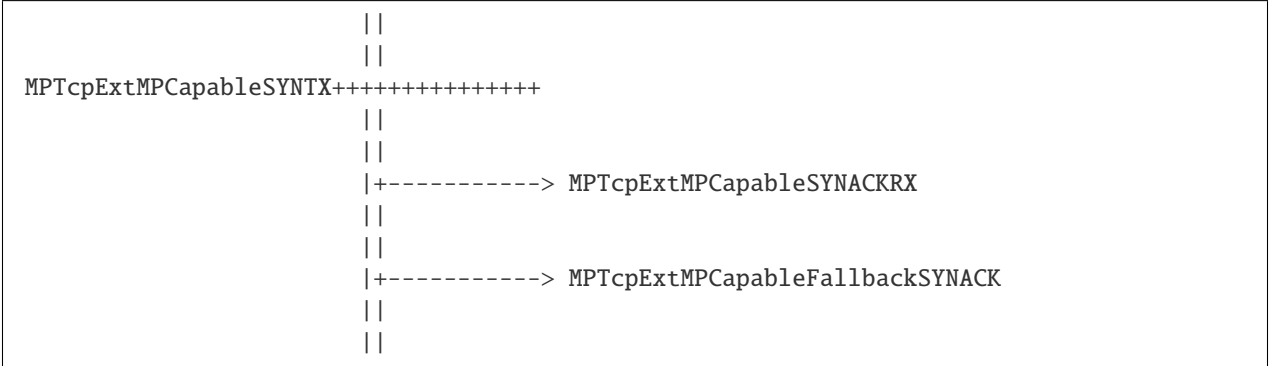 ||
||
MPTcpExtMPCapableSYNTX+++++++++++++++
||
||
|+-----------> MPTcpExtMPCapableSYNACKRX
||
||
|+-----------> MPTcpExtMPCapableFallbackSYNACK
||
||